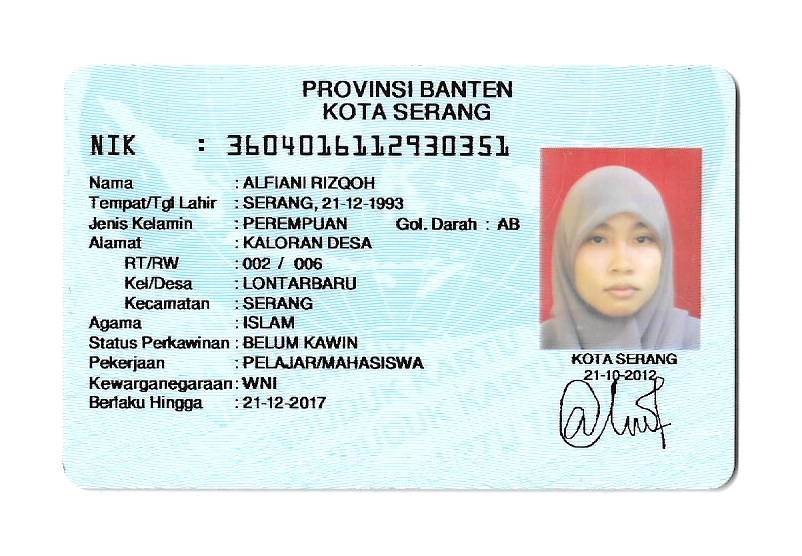 PROVINSI BANTEN
KOTA SERANG
NIK : 3604016112930351
Nama : ALFIANI RIZQOH
Tempat/Tgl Lahir : SERANG, 21-12-1993
Jenis Kelamin : PEREMPUAN Gol. Darah : AB
Alamat : KALORAN DESA
RT/RW : 002 / 006
Kel/Desa : LONTARBARU
Kecamatan : SERANG
Agama : ISLAM
Status Perkawinan : BELUM KAWIN
Pekerjaan : PELAJAR/MAHASISWA
Kewarganegaraan : WNI
Berlaku Hingga : 21-12-2017
KOTA SERANG
21-10-2012